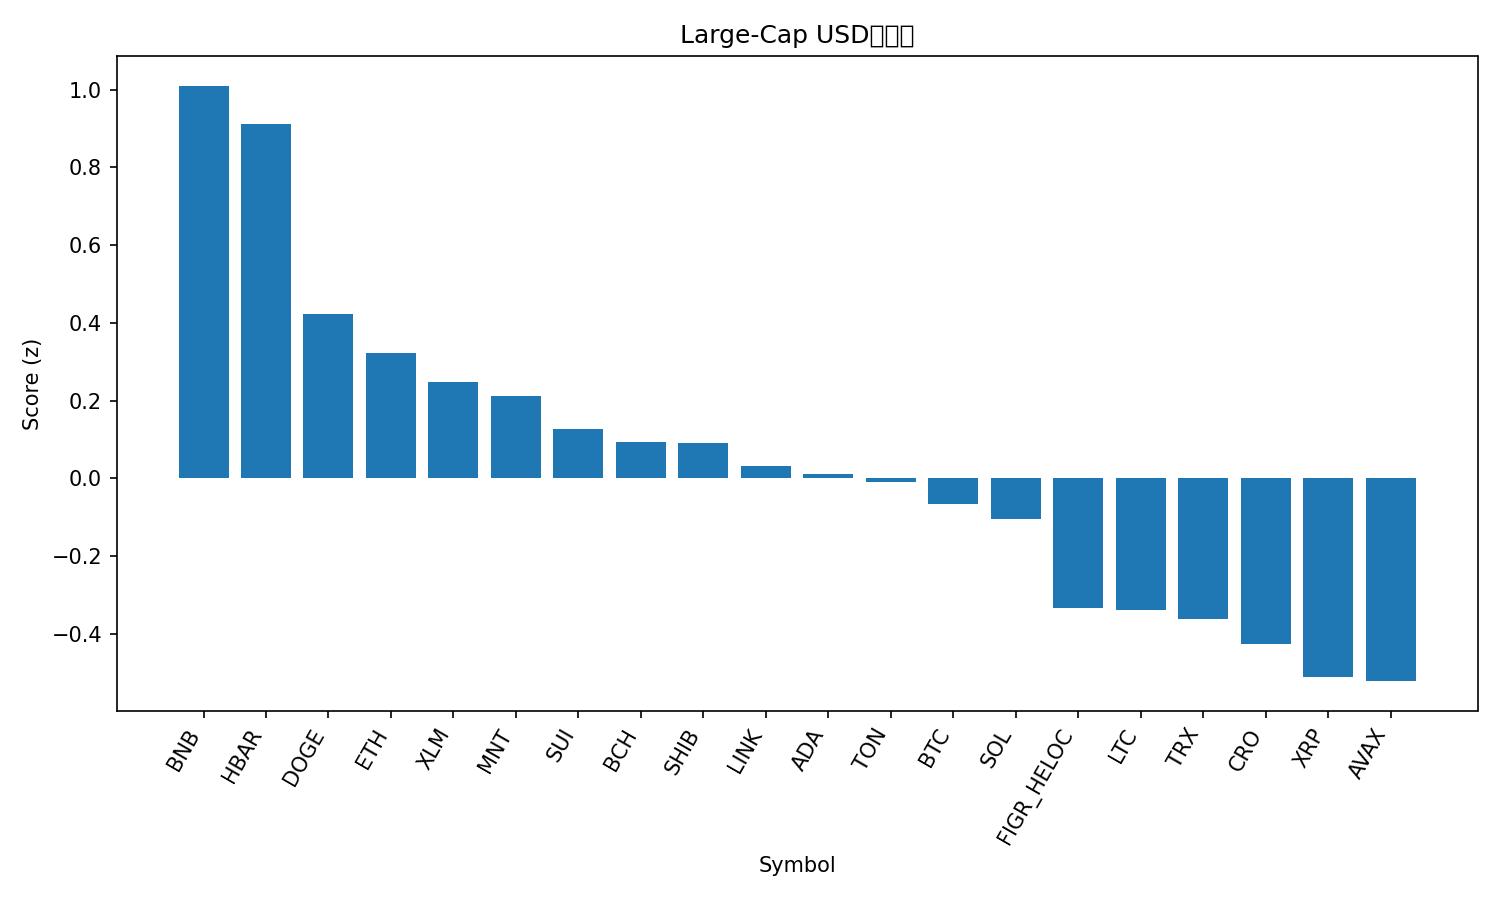 Large-Cap USD
Score (z)
1.0
0.8
0.6
0.4
0.2
0.0
−0.2
−0.4
BNB
HBAR
DOGE
ETH
XLM
MNT
SUI
BCH
SHIB
LINK
ADA
TON
BTC
SOL
FIGR_HELOC
LTC
TRX
CRO
XRP
AVAX
Symbol